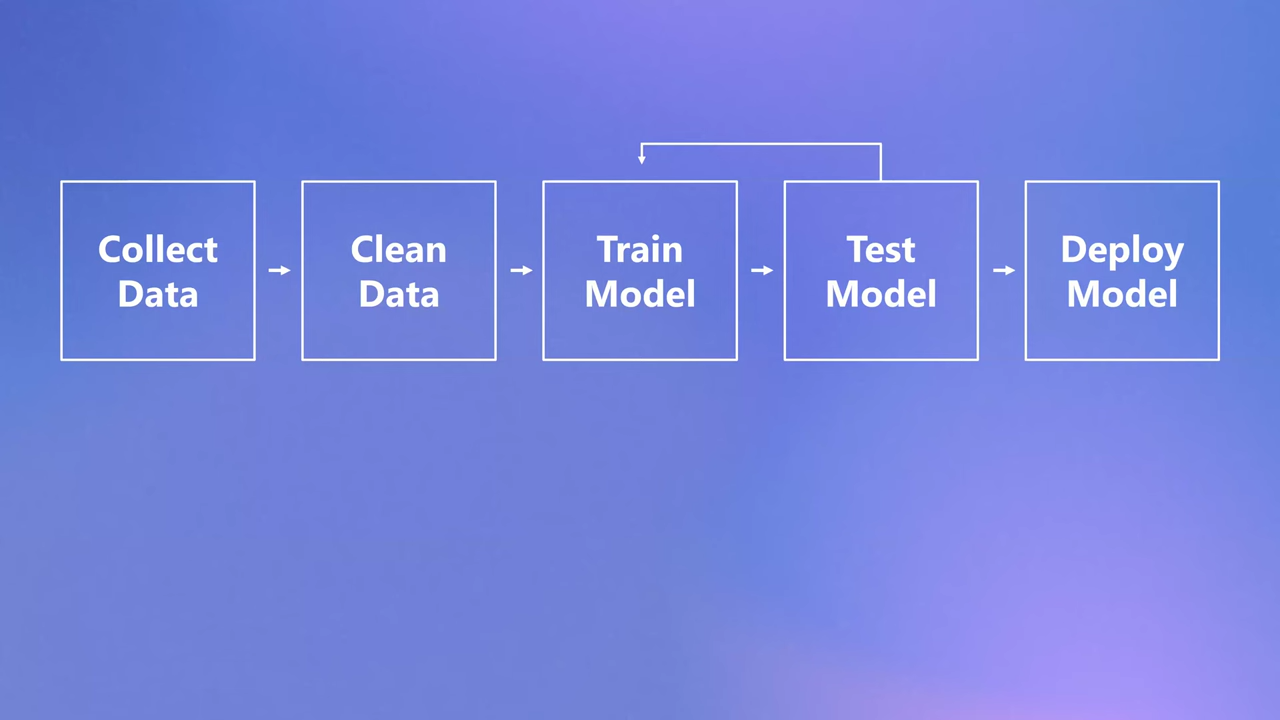 Collect
Data
Clean
Data
Train
Model
Test
Model
Deploy
Model